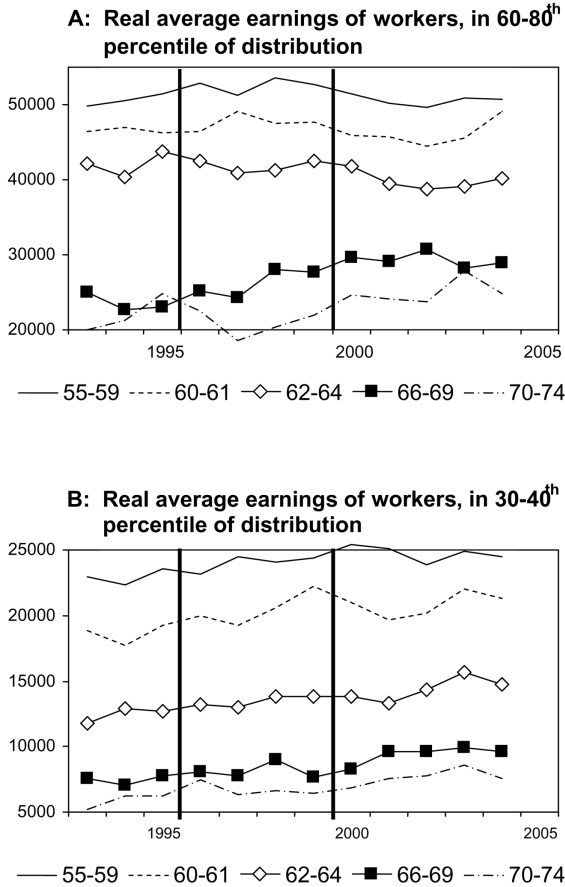 A: Real average earnings of workers, in 60-80th
percentile of distribution
50000
40000
30000
20000
1995 2000 2005
55-59 60-61 62-64 66-69 70-74
B: Real average earnings of workers, in 30-40th
percentile of distribution
25000
20000
15000
10000
5000
1995 2000 2005
55-59 60-61 62-64 66-69 70-74